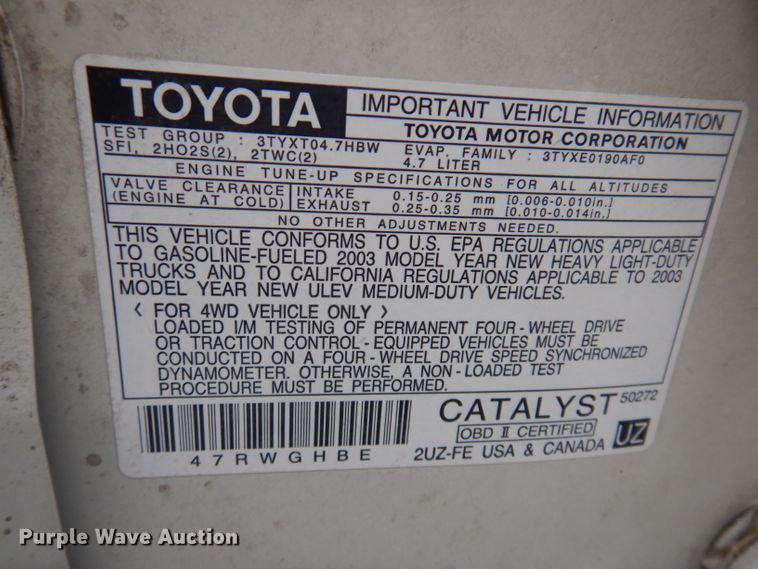 TOYOTA
IMPORTANT VEHICLE INFORMATION
TOYOTA MOTOR CORPORATION
TEST GROUP : 3TYXT04.7HBW
EVAP. FAMILY : 3TYXE0190AF0
SFI, 2HO2S(2), 2TWC(2)
4.7 LITER
ENGINE TUNE-UP SPECIFICATIONS FOR ALL ALTITUDES
VALVE CLEARANCE
(ENGINE AT COLD)
INTAKE 0.15-0.25 mm [0.006-0.010in.]
EXHAUST 0.25-0.35 mm [0.010-0.014in.]
NO OTHER ADJUSTMENTS NEEDED.
THIS VEHICLE CONFORMS TO U.S. EPA REGULATIONS APPLICABLE
TO GASOLINE-FUELED 2003 MODEL YEAR NEW HEAVY LIGHT-DUTY
TRUCKS AND TO CALIFORNIA REGULATIONS APPLICABLE TO 2003
MODEL YEAR NEW ULEV MEDIUM-DUTY VEHICLES.
< FOR 4WD VEHICLE ONLY >
LOADED I/M TESTING OF PERMANENT FOUR-WHEEL DRIVE
OR TRACTION CONTROL-EQUIPPED VEHICLES MUST BE
CONDUCTED ON A FOUR-WHEEL DRIVE SPEED SYNCHRONIZED
DYNAMOMETER. OTHERWISE, A NON-LOADED TEST
PROCEDURE MUST BE PERFORMED.
47RWGHBE
CATALYST 50272
OBD II CERTIFIED
UZ
2UZ-FE USA & CANADA
Purple Wave Auction